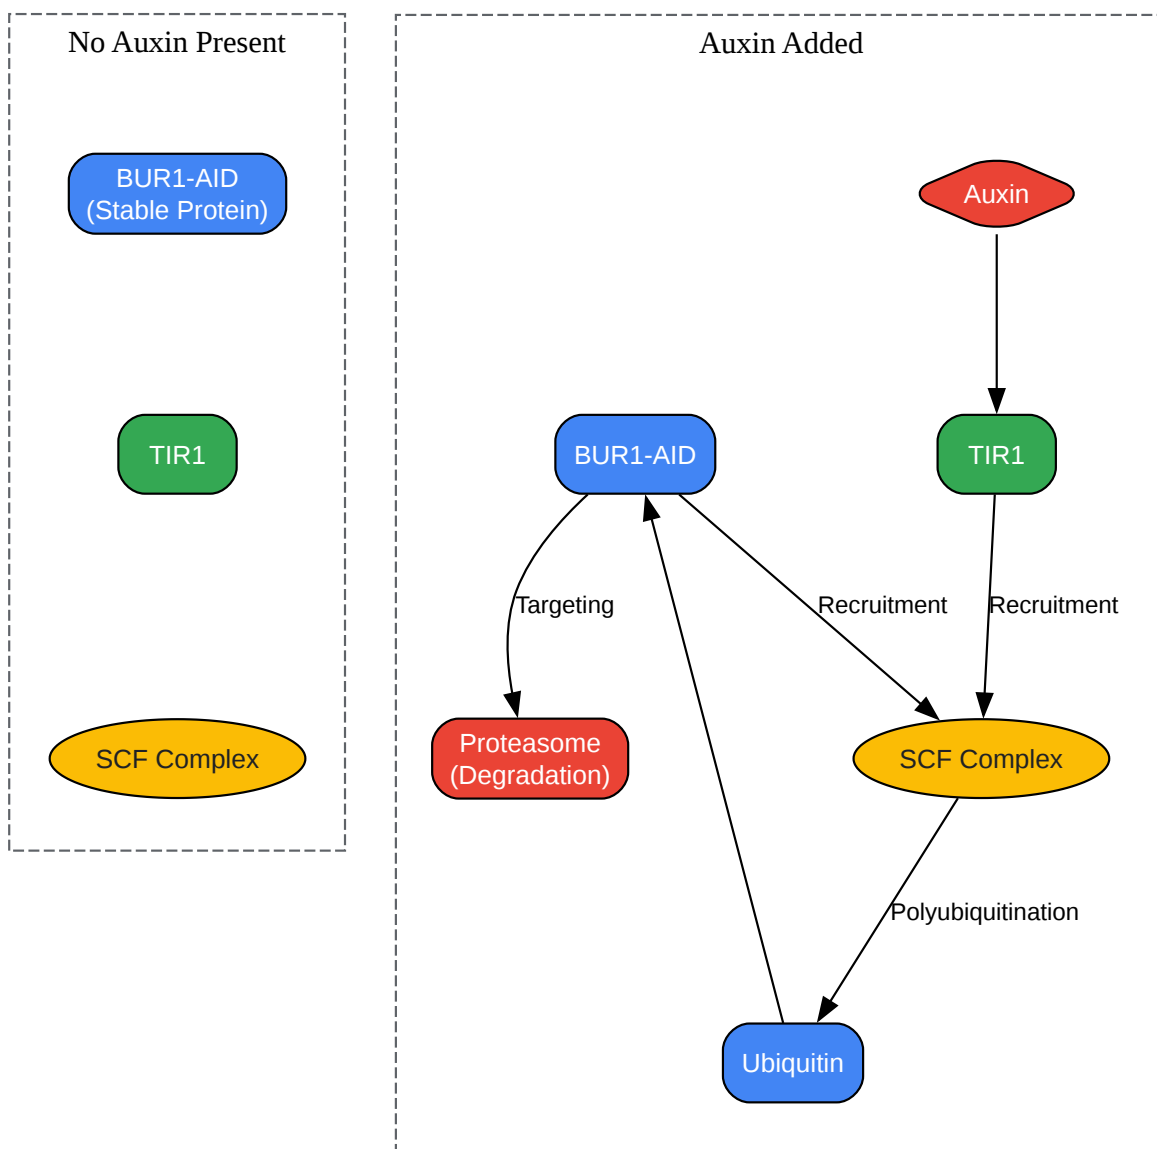 No Auxin Present
BUR1-AID
(Stable Protein)
TIR1
SCF Complex
Auxin Added
Auxin
BUR1-AID
TIR1
Targeting
Recruitment
Recruitment
Proteasome
(Degradation)
SCF Complex
Polyubiquitination
Ubiquitin